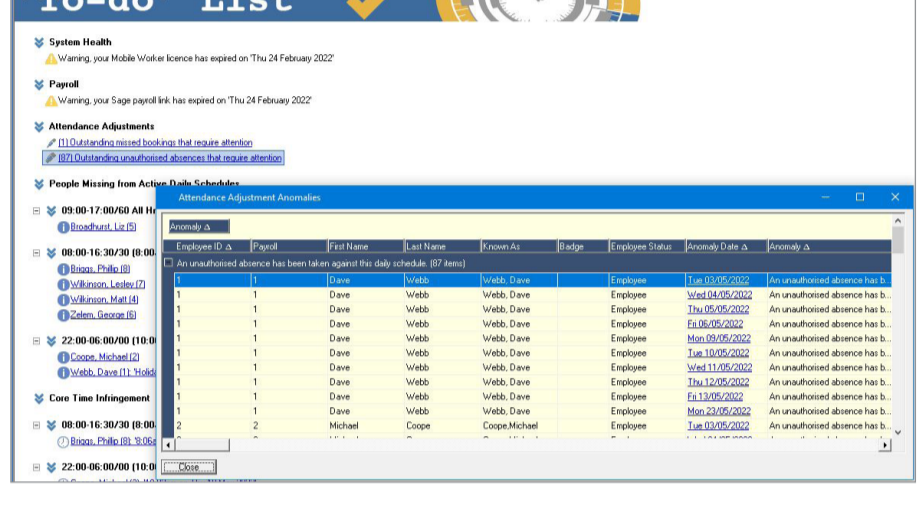 To-do List
System Health
Warning, your Mobile Worker licence has expired on 'Thu 24 February 2022'
Payroll
Warning, your Sage payroll link has expired on 'Thu 24 February 2022'
Attendance Adjustments
(1) Outstanding missed bookings that require attention
(87) Outstanding unauthorised absences that require attention
People Missing from Active Daily Schedules
09:00-17:00/60 All H
Broadhurst, Liz (5)
08:00-16:30/30 (8:00
Briggs, Phillip (8)
Wilkinson, Lesley (7)
Wilkinson, Matt (4)
Zelem, George (6)
22:00-06:00/00 (10:0
Coope, Michael (2)
Webb, Dave (1): 'Holid
Core Time Infringement
08:00-16:30/30 (8:00
Briggs, Phillip (8): '8:06
22:00-06:00/00 (10:0
Attendance Adjustment Anomalies
Anomaly
Employee ID Payroll First Name Last Name Known As Badge Employee Status Anomaly Date Anomaly
An unauthorised absence has been taken against this daily schedule. (87 items)
1 1 Dave Webb Webb, Dave Employee Tue 03/05/2022 An unauthorised absence has b...
1 1 Dave Webb Webb, Dave Employee Wed 04/05/2022 An unauthorised absence has b...
1 1 Dave Webb Webb, Dave Employee Thu 05/05/2022 An unauthorised absence has b...
1 1 Dave Webb Webb, Dave Employee Fri 06/05/2022 An unauthorised absence has b...
1 1 Dave Webb Webb, Dave Employee Mon 09/05/2022 An unauthorised absence has b...
1 1 Dave Webb Webb, Dave Employee Tue 10/05/2022 An unauthorised absence has b...
1 1 Dave Webb Webb, Dave Employee Wed 11/05/2022 An unauthorised absence has b...
1 1 Dave Webb Webb, Dave Employee Thu 12/05/2022 An unauthorised absence has b...
1 1 Dave Webb Webb, Dave Employee Fri 13/05/2022 An unauthorised absence has b...
1 1 Dave Webb Webb, Dave Employee Mon 23/05/2022 An unauthorised absence has b...
2 2 Michael Coope Coope,Michael Employee Tue 03/05/2022 An unauthorised absence has b...
Close